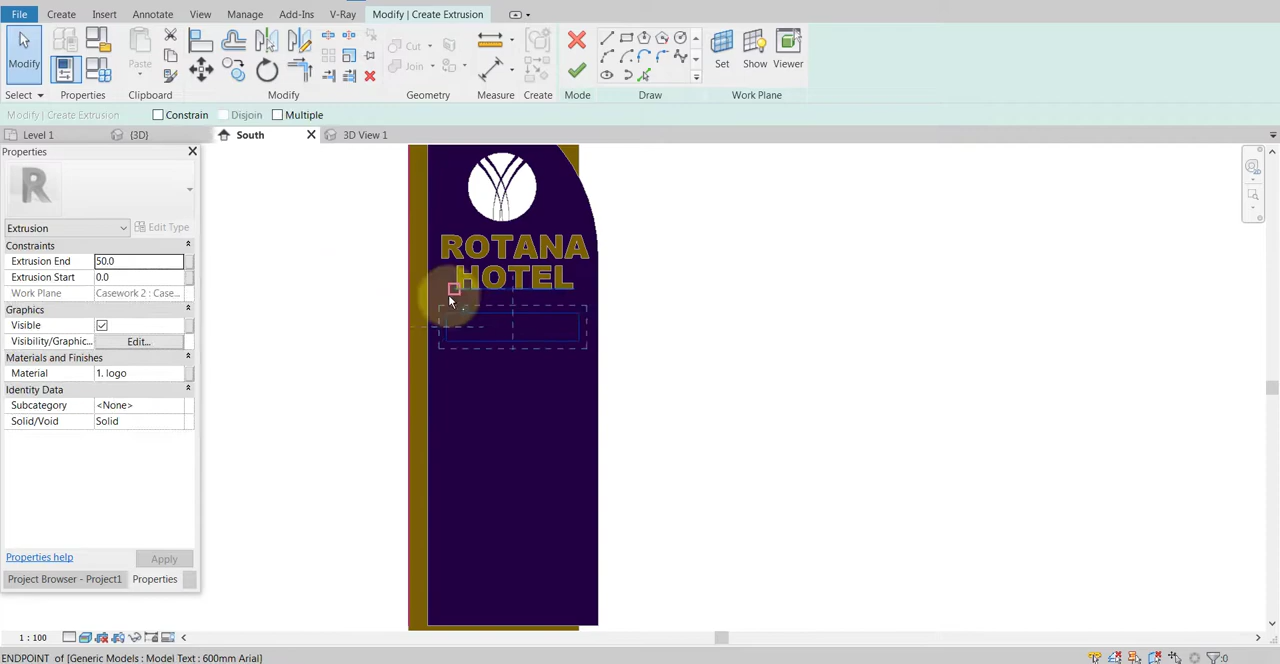 File Create Insert Annotate View Manage Add-Ins V-Ray Modify | Create Extrusion
Modify Paste Cut Join Set Show Viewer
Select Properties Clipboard Modify Geometry Measure Create Mode Draw Work Plane
Modify | Create Extrusion Constrain Disjoin Multiple
Level 1 {3D} South 3D View 1
Properties
R
Extrusion Edit Type
Constraints
Extrusion End 50.0
Extrusion Start 0.0
Work Plane Casework 2 : Case...
Graphics
Visible
Visibility/Graphic... Edit...
Materials and Finishes
Material 1. logo
Identity Data
Subcategory <None>
Solid/Void Solid
ROTANA
HOTEL
Properties help Apply
Project Browser - Project1 Properties
1 : 100
ENDPOINT of [Generic Models : Model Text : 600mm Arial] :0